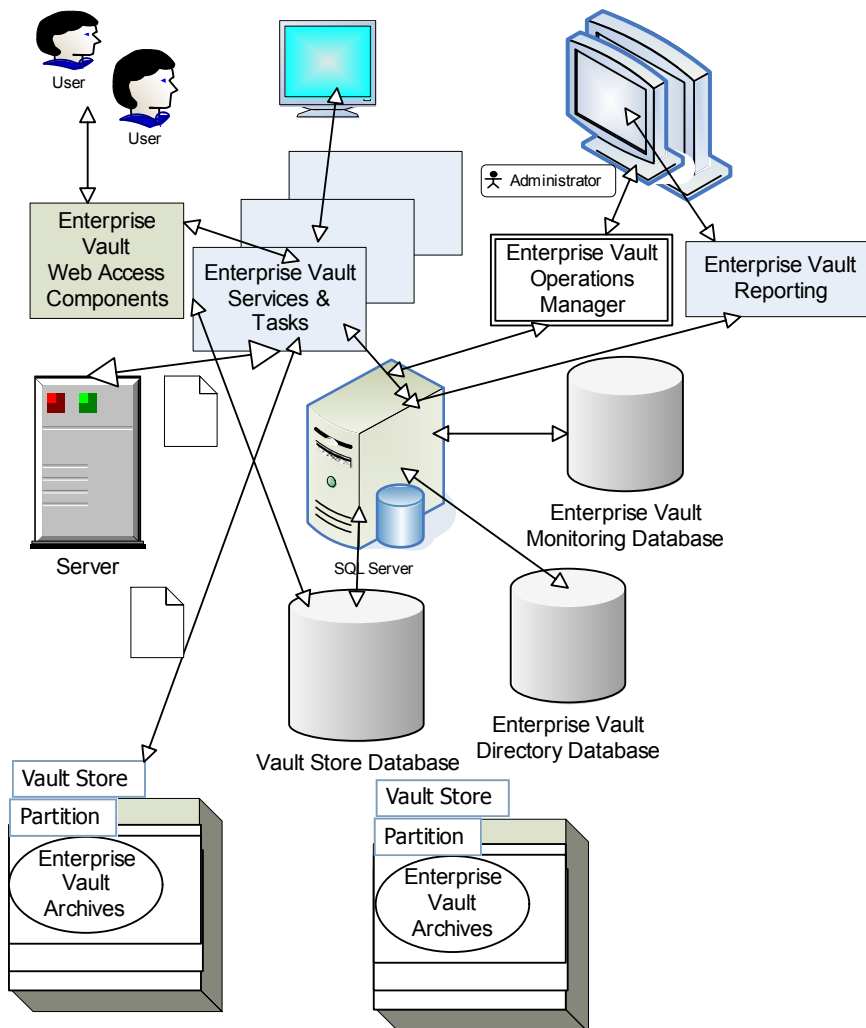 User
User
Administrator
Enterprise
Vault
Web Access
Components
Enterprise Vault
Services &
Tasks
Enterprise Vault
Operations
Manager
Enterprise Vault
Reporting
Server
SQL Server
Enterprise Vault
Monitoring Database
Vault Store Database
Enterprise Vault
Directory Database
Vault Store
Partition
Enterprise
Vault
Archives
Vault Store
Partition
Enterprise
Vault
Archives